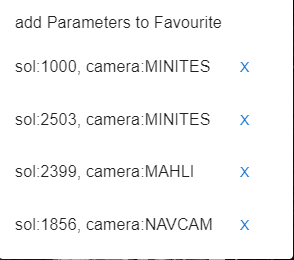 add Parameters to Favourite
sol:1000, camera:MINITES X
sol:2503, camera:MINITES X
sol:2399, camera:MAHLI X
sol:1856, camera:NAVCAM X